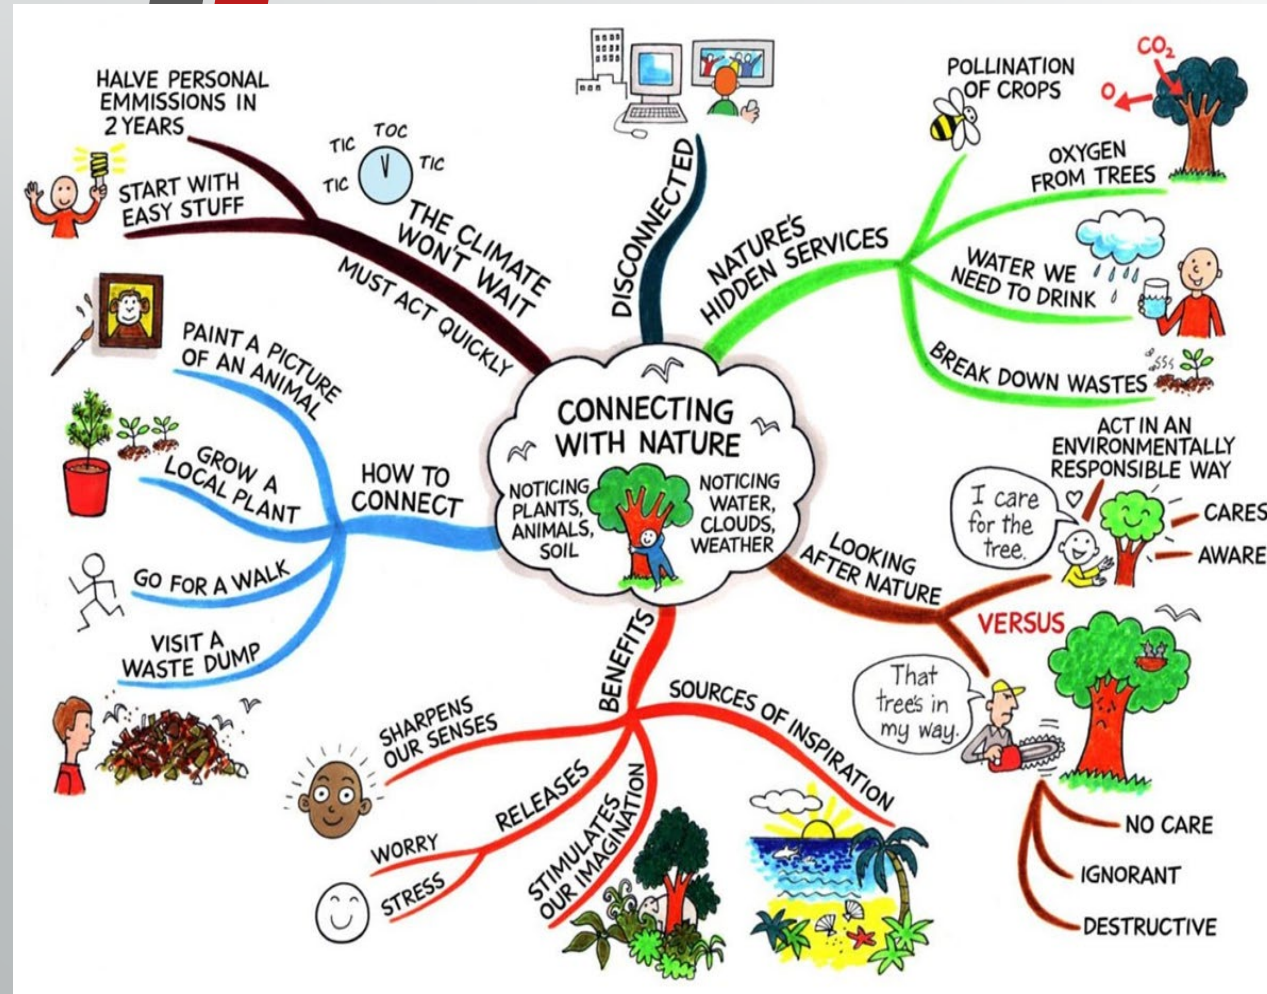 CONNECTING
WITH NATURE
NOTICING
PLANTS,
ANIMALS,
SOIL
NOTICING
WATER,
CLOUDS,
WEATHER
DISCONNECTED
NATURE'S
HIDDEN SERVICES
POLLINATION
OF CROPS
CO₂
O
OXYGEN
FROM TREES
WATER WE
NEED TO DRINK
BREAK DOWN WASTES
LOOKING
AFTER NATURE
ACT IN AN
ENVIRONMENTALLY
RESPONSIBLE WAY
I care
for the
tree.
CARES
AWARE
VERSUS
That
tree's in
my way.
NO CARE
IGNORANT
DESTRUCTIVE
BENEFITS
SOURCES OF INSPIRATION
STIMULATES
OUR IMAGINATION
RELEASES
WORRY
STRESS
SHARPENS
OUR SENSES
HOW TO
CONNECT
PAINT A PICTURE
OF AN ANIMAL
GROW A
LOCAL PLANT
GO FOR A WALK
VISIT A
WASTE DUMP
THE CLIMATE
WON'T WAIT
MUST ACT QUICKLY
TIC
TOC
TIC
TIC
HALVE PERSONAL
EMMISSIONS IN
2 YEARS
START WITH
EASY STUFF